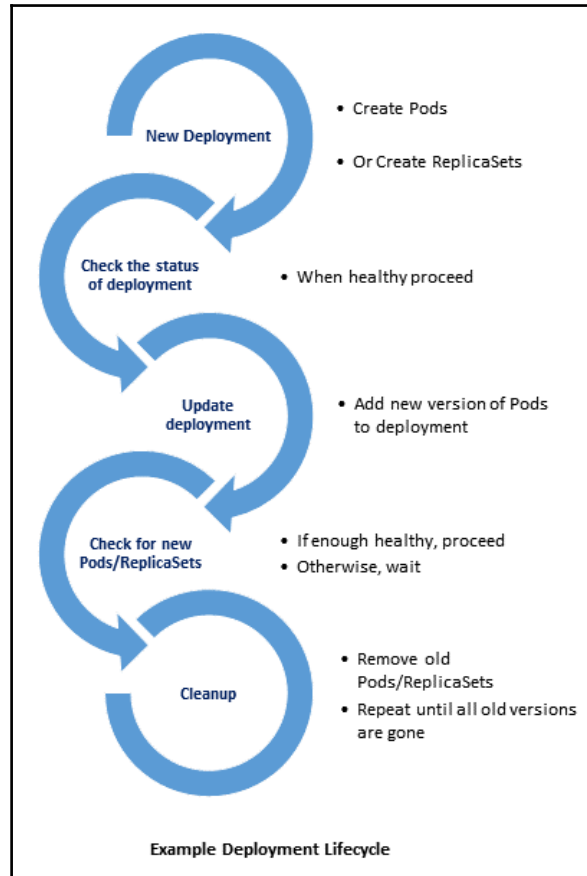 New Deployment
• Create Pods
• Or Create ReplicaSets
Check the status
of deployment
• When healthy proceed
Update
deployment
• Add new version of Pods
to deployment
Check for new
Pods/ReplicaSets
• If enough healthy, proceed
• Otherwise, wait
Cleanup
• Remove old
Pods/ReplicaSets
• Repeat until all old versions
are gone
Example Deployment Lifecycle